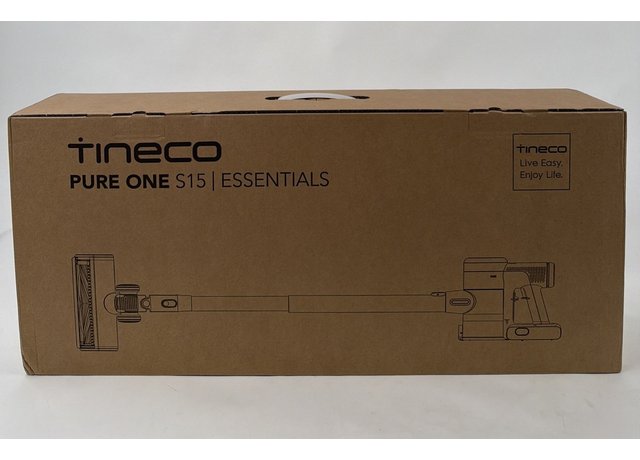 TINECO
PURE ONE S15 | ESSENTIALS
TINECO
Live Easy.
Enjoy Life.